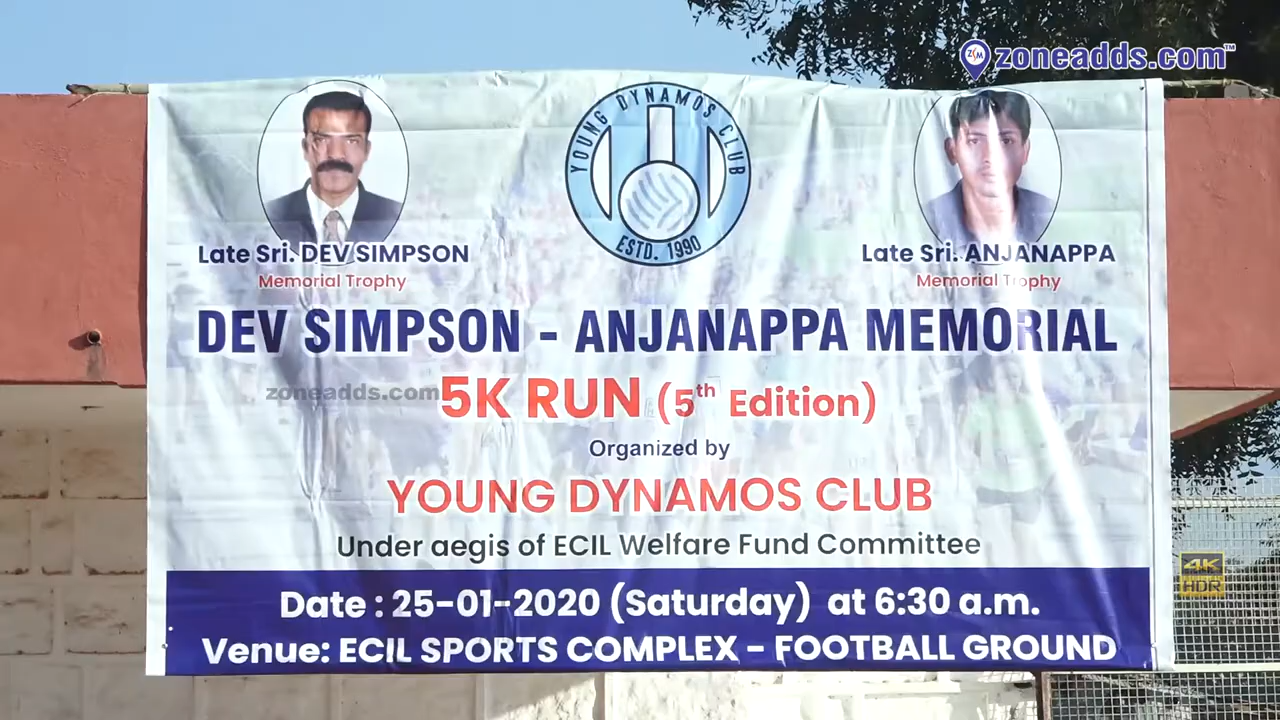 zoneadds.com™
YOUNG DYNAMOS CLUB
ESTD. 1990
Late Sri. DEV SIMPSON
Memorial Trophy
Late Sri. ANJANAPPA
Memorial Trophy
DEV SIMPSON - ANJANAPPA MEMORIAL
zoneadds.com
5K RUN (5th Edition)
Organized by
YOUNG DYNAMOS CLUB
Under aegis of ECIL Welfare Fund Committee
4K
HDR
Date : 25-01-2020 (Saturday) at 6:30 a.m.
Venue: ECIL SPORTS COMPLEX - FOOTBALL GROUND